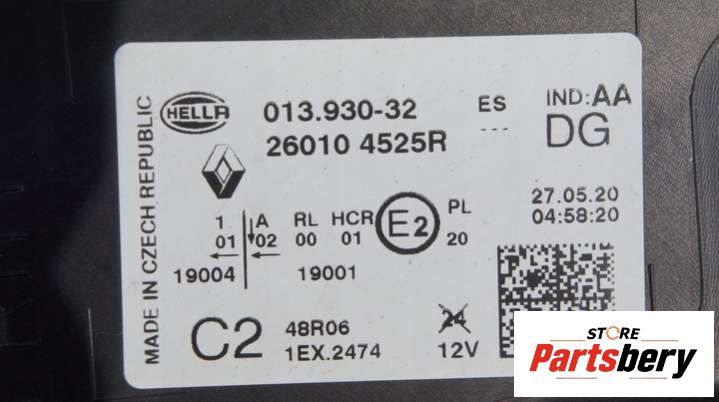 MADE IN CZECH REPUBLIC
HELLA 013.930-32 ES IND:AA
26010 4525R --- DG
27.05.20
04:58:20
1 A RL HCR E2 PL
01 02 00 01 20
19004 19001
C2 48R06 24
1EX.2474 12V
STORE
Partsbery